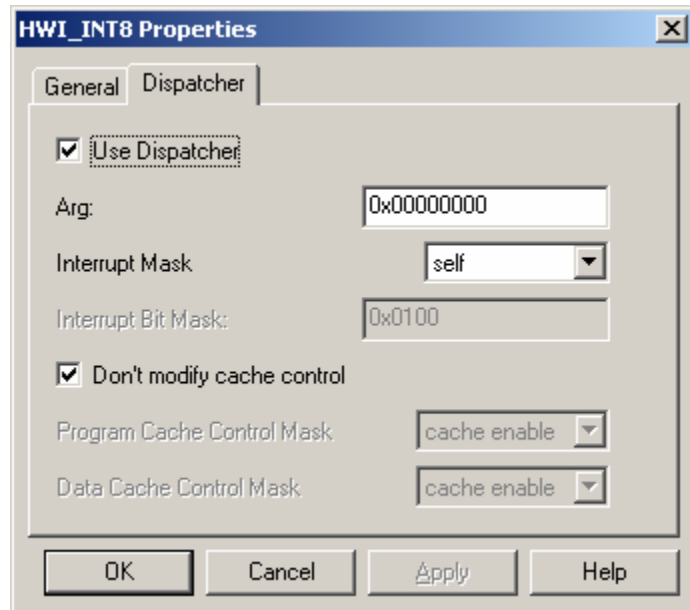 HWI_INT8 Properties
General Dispatcher
Use Dispatcher
Arg: 0x00000000
Interrupt Mask self
Interrupt Bit Mask: 0x0100
Don't modify cache control
Program Cache Control Mask cache enable
Data Cache Control Mask cache enable
OK Cancel Apply Help